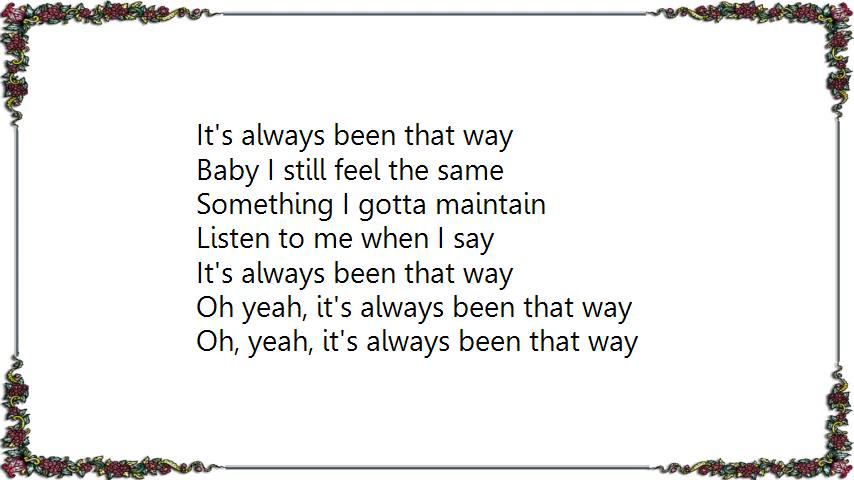 It's always been that way
Baby I still feel the same
Something I gotta maintain
Listen to me when I say
It's always been that way
Oh yeah, it's always been that way
Oh, yeah, it's always been that way